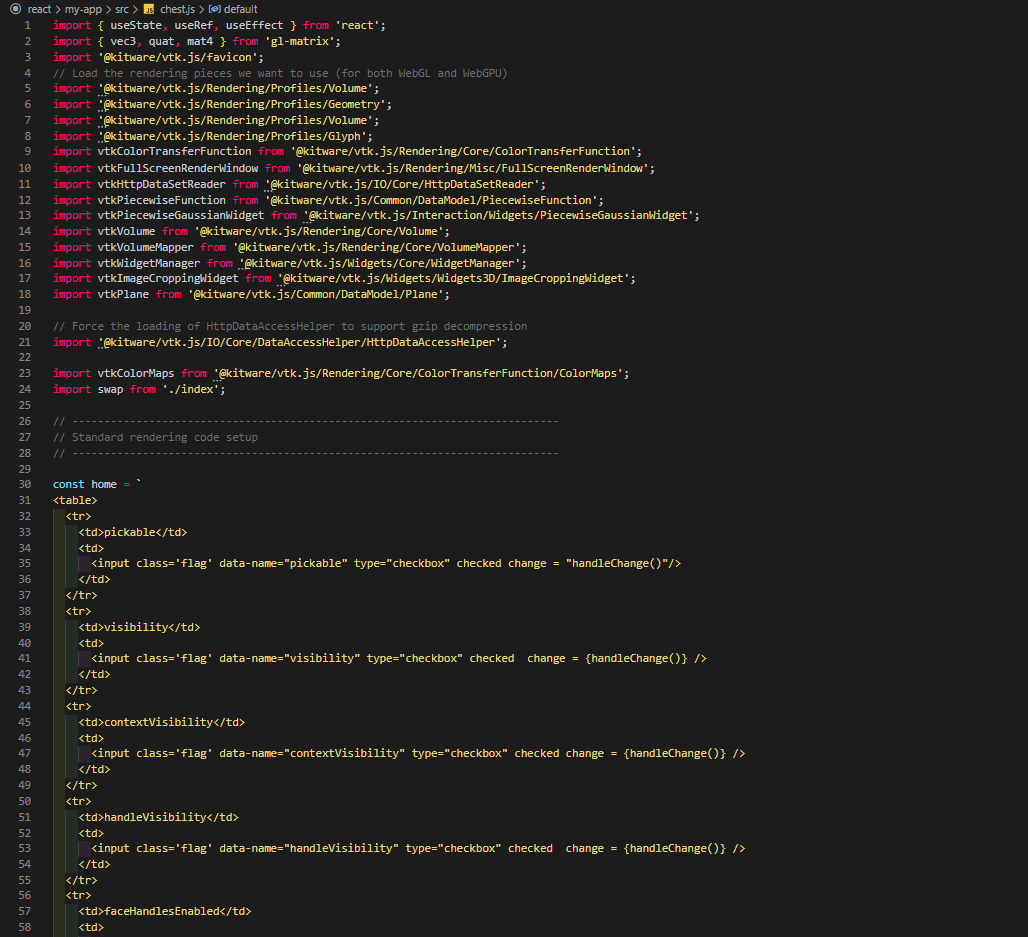 react > my-app > src > JS chest.js > [@] default
1 import { useState, useRef, useEffect } from 'react';
2 import { vec3, quat, mat4 } from 'gl-matrix';
3 import '@kitware/vtk.js/favicon';
4 // Load the rendering pieces we want to use (for both WebGL and WebGPU)
5 import '@kitware/vtk.js/Rendering/Profiles/Volume';
6 import '@kitware/vtk.js/Rendering/Profiles/Geometry';
7 import '@kitware/vtk.js/Rendering/Profiles/Volume';
8 import '@kitware/vtk.js/Rendering/Profiles/Glyph';
9 import vtkColorTransferFunction from '@kitware/vtk.js/Rendering/Core/ColorTransferFunction';
10 import vtkFullScreenRenderWindow from '@kitware/vtk.js/Rendering/Misc/FullScreenRenderWindow';
11 import vtkHttpDataSetReader from '@kitware/vtk.js/IO/Core/HttpDataSetReader';
12 import vtkPiecewiseFunction from '@kitware/vtk.js/Common/DataModel/PiecewiseFunction';
13 import vtkPiecewiseGaussianWidget from '@kitware/vtk.js/Interaction/Widgets/PiecewiseGaussianWidget';
14 import vtkVolume from '@kitware/vtk.js/Rendering/Core/Volume';
15 import vtkVolumeMapper from '@kitware/vtk.js/Rendering/Core/VolumeMapper';
16 import vtkWidgetManager from '@kitware/vtk.js/Widgets/Core/WidgetManager';
17 import vtkImageCroppingWidget from '@kitware/vtk.js/Widgets/Widgets3D/ImageCroppingWidget';
18 import vtkPlane from '@kitware/vtk.js/Common/DataModel/Plane';
19
20 // Force the loading of HttpDataAccessHelper to support gzip decompression
21 import '@kitware/vtk.js/IO/Core/DataAccessHelper/HttpDataAccessHelper';
22
23 import vtkColorMaps from '@kitware/vtk.js/Rendering/Core/ColorTransferFunction/ColorMaps';
24 import swap from './index';
25
26 // ----------------------------------------------------------------------------
27 // Standard rendering code setup
28 // ----------------------------------------------------------------------------
29
30 const home = `
31 <table>
32 <tr>
33 <td>pickable</td>
34 <td>
35 <input class='flag' data-name="pickable" type="checkbox" checked change = "handleChange()"/>
36 </td>
37 </tr>
38 <tr>
39 <td>visibility</td>
40 <td>
41 <input class='flag' data-name="visibility" type="checkbox" checked  change = {handleChange()} />
42 </td>
43 </tr>
44 <tr>
45 <td>contextVisibility</td>
46 <td>
47 <input class='flag' data-name="contextVisibility" type="checkbox" checked change = {handleChange()} />
48 </td>
49 </tr>
50 <tr>
51 <td>handleVisibility</td>
52 <td>
53 <input class='flag' data-name="handleVisibility" type="checkbox" checked  change = {handleChange()} />
54 </td>
55 </tr>
56 <tr>
57 <td>faceHandlesEnabled</td>
58 <td>